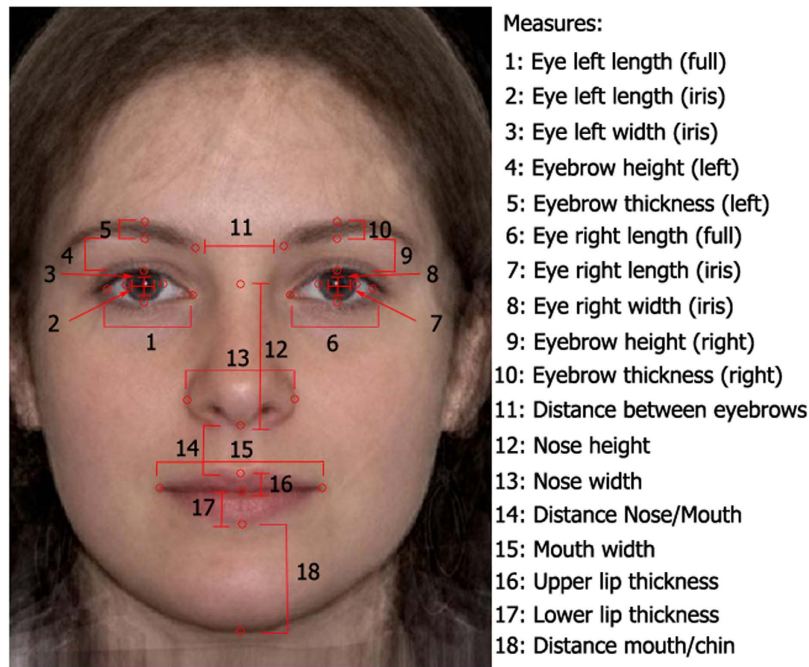 Measures:
1: Eye left length (full)
2: Eye left length (iris)
3: Eye left width (iris)
4: Eyebrow height (left)
5: Eyebrow thickness (left)
6: Eye right length (full)
7: Eye right length (iris)
8: Eye right width (iris)
9: Eyebrow height (right)
10: Eyebrow thickness (right)
11: Distance between eyebrows
12: Nose height
13: Nose width
14: Distance Nose/Mouth
15: Mouth width
16: Upper lip thickness
17: Lower lip thickness
18: Distance mouth/chin
5
11
10
4
9
3
8
2
7
1
6
12
13
14
15
16
17
18